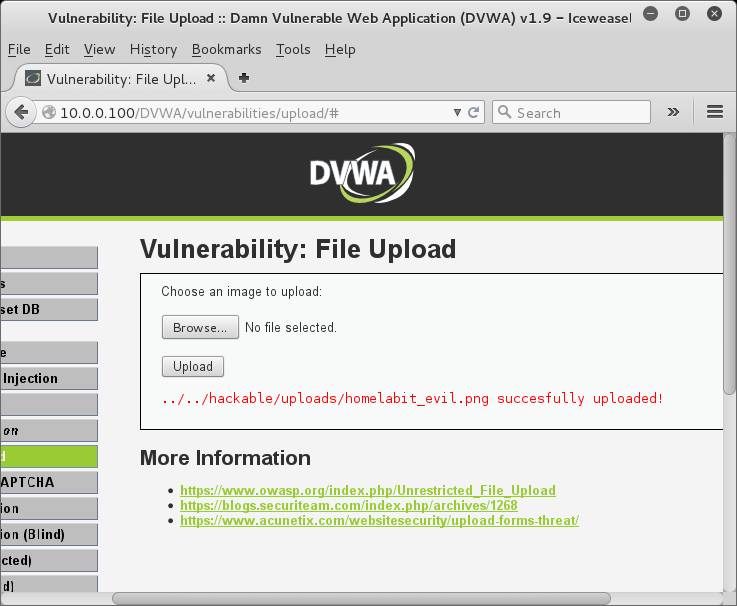 Vulnerability: File Upload :: Damn Vulnerable Web Application (DVWA) v1.9 – Iceweasel
File Edit View History Bookmarks Tools Help
Vulnerability: File Upl...
10.0.0.100/DVWA/vulnerabilities/upload/#
Search
DVWA
Vulnerability: File Upload
s
set DB
e
Injection
on
d
APTCHA
ion
ion (Blind)
cted)
d)
Choose an image to upload:
Browse... No file selected.
Upload
../../hackable/uploads/homelabit_evil.png succesfully uploaded!
More Information
https://www.owasp.org/index.php/Unrestricted_File_Upload
https://blogs.securiteam.com/index.php/archives/1268
https://www.acunetix.com/websitesecurity/upload-forms-threat/